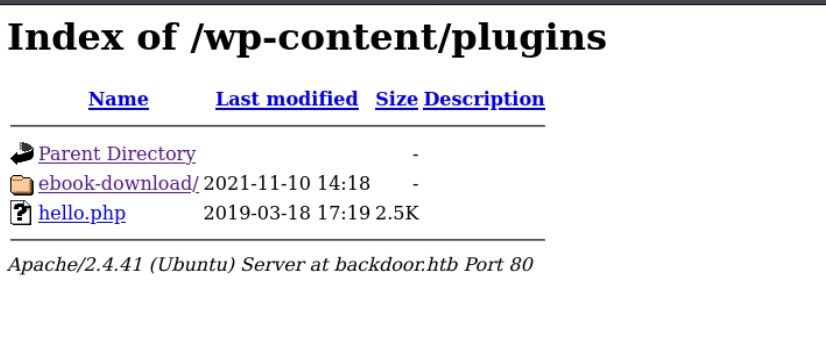 Index of /wp-content/plugins
Name Last modified Size Description
Parent Directory -
ebook-download/ 2021-11-10 14:18 -
hello.php 2019-03-18 17:19 2.5K
Apache/2.4.41 (Ubuntu) Server at backdoor.htb Port 80